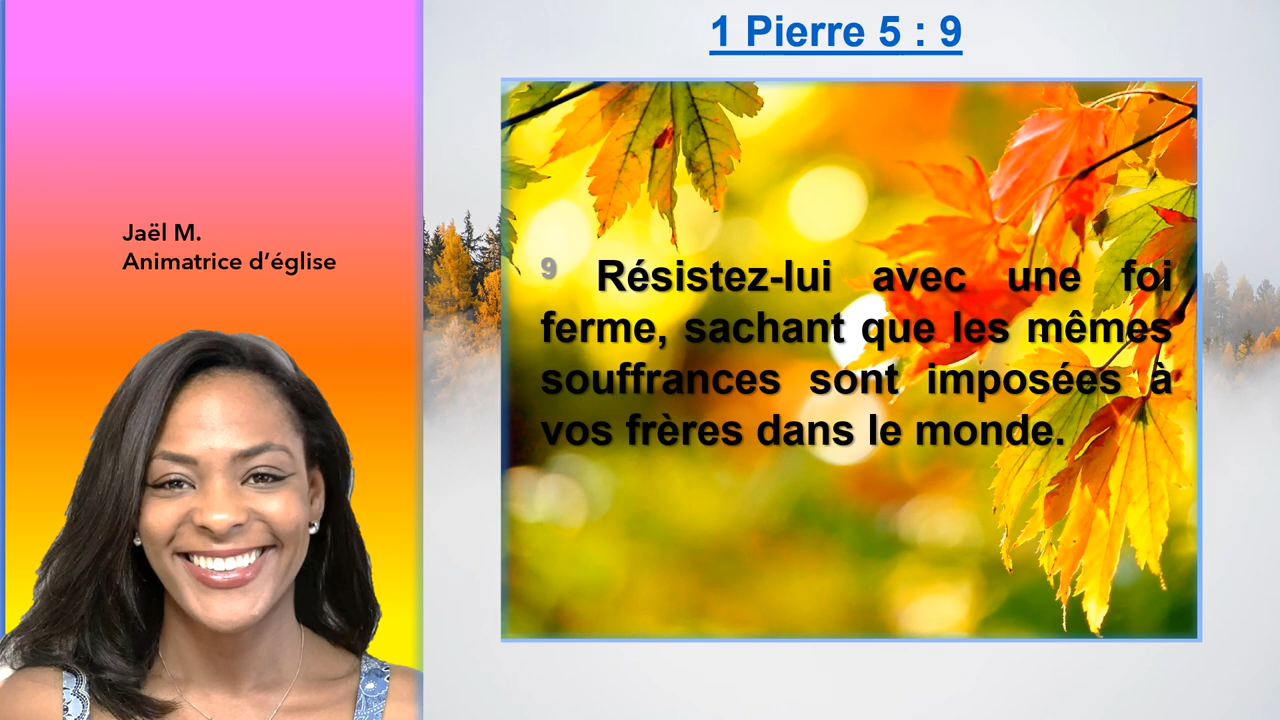 1 Pierre 5 : 9
Jaël M.
Animatrice d’église
9 Résistez-lui avec une foi
ferme, sachant que les mêmes
souffrances sont imposées à
vos frères dans le monde.